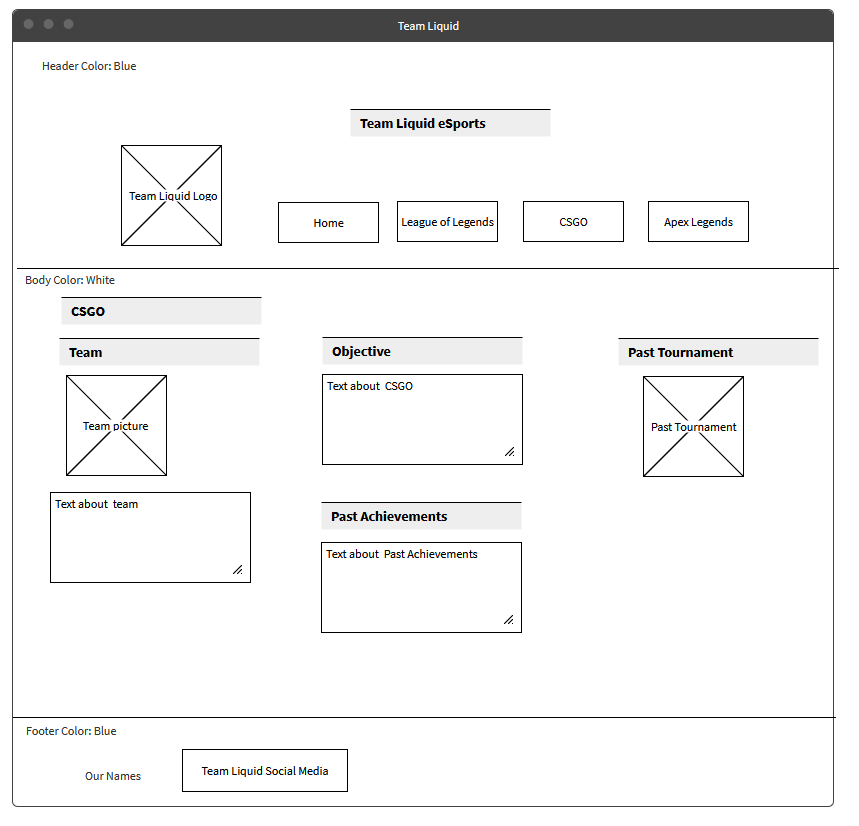 Team Liquid
Header Color: Blue
Team Liquid eSports
Team Liquid Logo
Home
League of Legends
CSGO
Apex Legends
Body Color: White
CSGO
Team
Objective
Past Tournament
Team picture
Text about  CSGO
Past Tournament
Text about  team
Past Achievements
Text about  Past Achievements
Footer Color: Blue
Our Names
Team Liquid Social Media